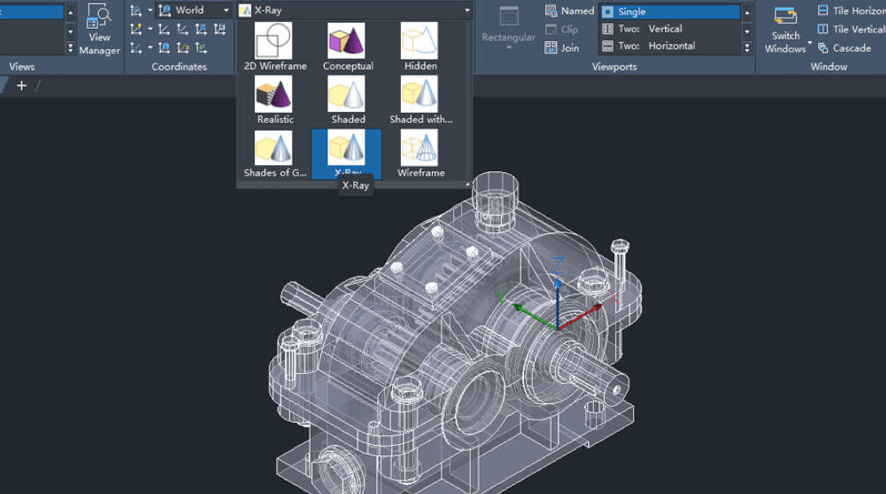 World
X-Ray
View
Manager
Views
Coordinates
2D Wireframe
Conceptual
Hidden
Realistic
Shaded
Shaded with...
Shades of G...
X-Ray
Wireframe
X-Ray
Rectangular
Named
Clip
Join
Single
Two: Vertical
Two: Horizontal
Viewports
Switch
Windows
Tile Horizon
Tile Vertical
Cascade
Window